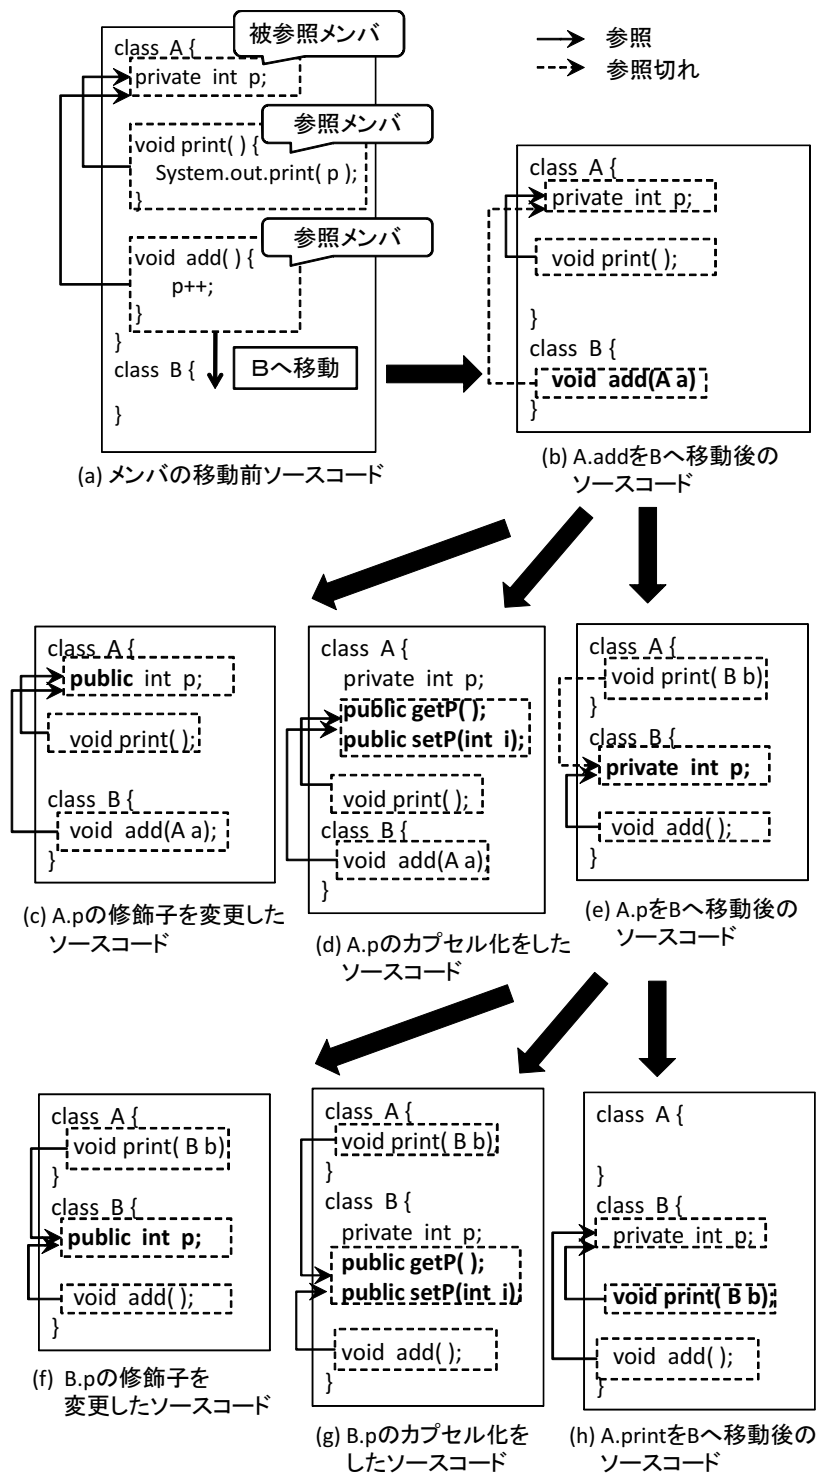 class A {
被参照メンバ
private int p;
参照メンバ
void print( ) {
System.out.print( p );
}
参照メンバ
void add( ) {
p++;
}
}
class B {
Bへ移動
}
(a) メンバの移動前ソースコード
参照
参照切れ
class A {
private int p;
void print( );
}
class B {
void add(A a)
}
(b) A.addをBへ移動後の
ソースコード
class A {
public int p;
void print( );
class B {
void add(A a);
}
(c) A.pの修飾子を変更した
ソースコード
class A {
private int p;
public getP( );
public setP(int i);
void print( );
class B {
void add(A a)
}
(d) A.pのカプセル化をした
ソースコード
class A {
void print( B b)
}
class B {
private int p;
void add( );
}
(e) A.pをBへ移動後の
ソースコード
class A {
void print( B b)
}
class B {
public int p;
void add( );
}
(f) B.pの修飾子を
変更したソースコード
class A {
void print( B b)
}
class B {
private int p;
public getP( );
public setP(int i)
void add( );
}
(g) B.pのカプセル化を
したソースコード
class A {
}
class B {
private int p;
void print( B b);
void add( );
}
(h) A.printをBへ移動後の
ソースコード